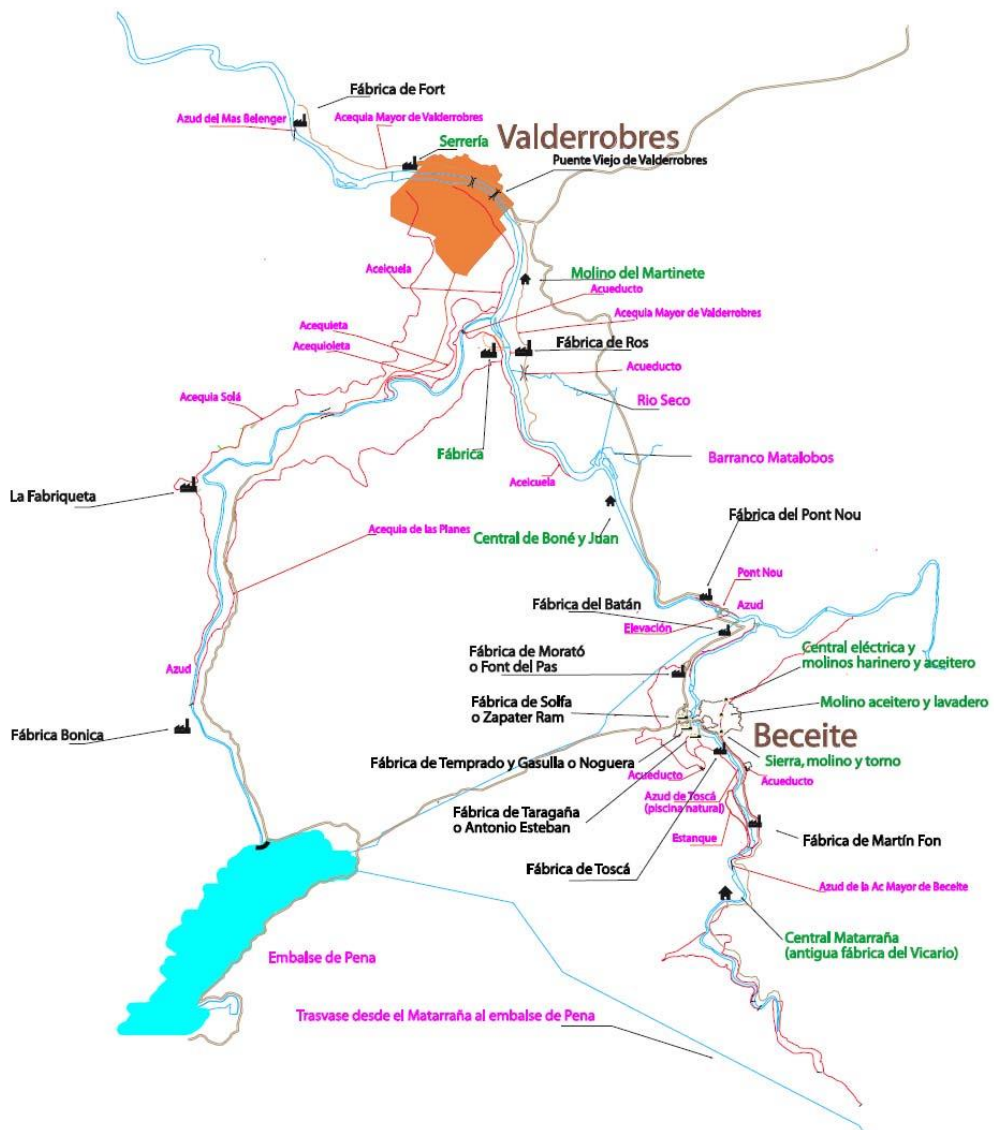 Fábrica de Fort
Azud del Mas Belenger
Acequia Mayor de Valderrobres
Serrería
Valderrobres
Puente Viejo de Valderrobres
Aceicuela
Molino del Martinete
Acueducto
Acequia Mayor de Valderrobres
Acequieta
Acequioleta
Fábrica de Ros
Acueducto
Acequia Solá
Rio Seco
Fábrica
Barranco Matalobos
Aceicuela
La Fabriqueta
Fábrica del Pont Nou
Acequia de las Planes
Central de Boné y Juan
Pont Nou
Fábrica del Batán
Azud
Elevación
Central eléctrica y
molinos harinero y aceitero
Fábrica de Morató
o Font del Pas
Azud
Fábrica de Solfa
o Zapater Ram
Molino aceitero y lavadero
Fábrica Bonica
Beceite
Fábrica de Temprado y Gasulla o Noguera
Sierra, molino y torno
Acueducto
Acueducto
Azud de Toscá
(piscina natural)
Fábrica de Taragaña
o Antonio Esteban
Estanque
Fábrica de Martín Fon
Fábrica de Toscá
Azud de la Ac Mayor de Beceite
Central Matarraña
(antigua fábrica del Vicario)
Embalse de Pena
Trasvase desde el Matarraña al embalse de Pena